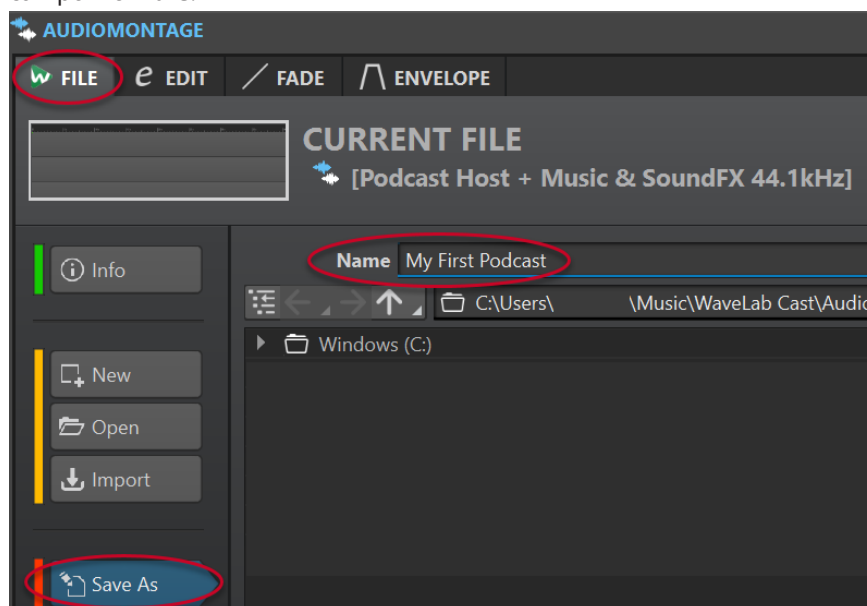 AUDIOMONTAGE
FILE EDIT FADE ENVELOPE
CURRENT FILE
[Podcast Host + Music & SoundFX 44.1kHz]
Info
Name My First Podcast
C:\Users\ \Music\WaveLab Cast\Audio
Windows (C:)
New
Open
Import
Save As